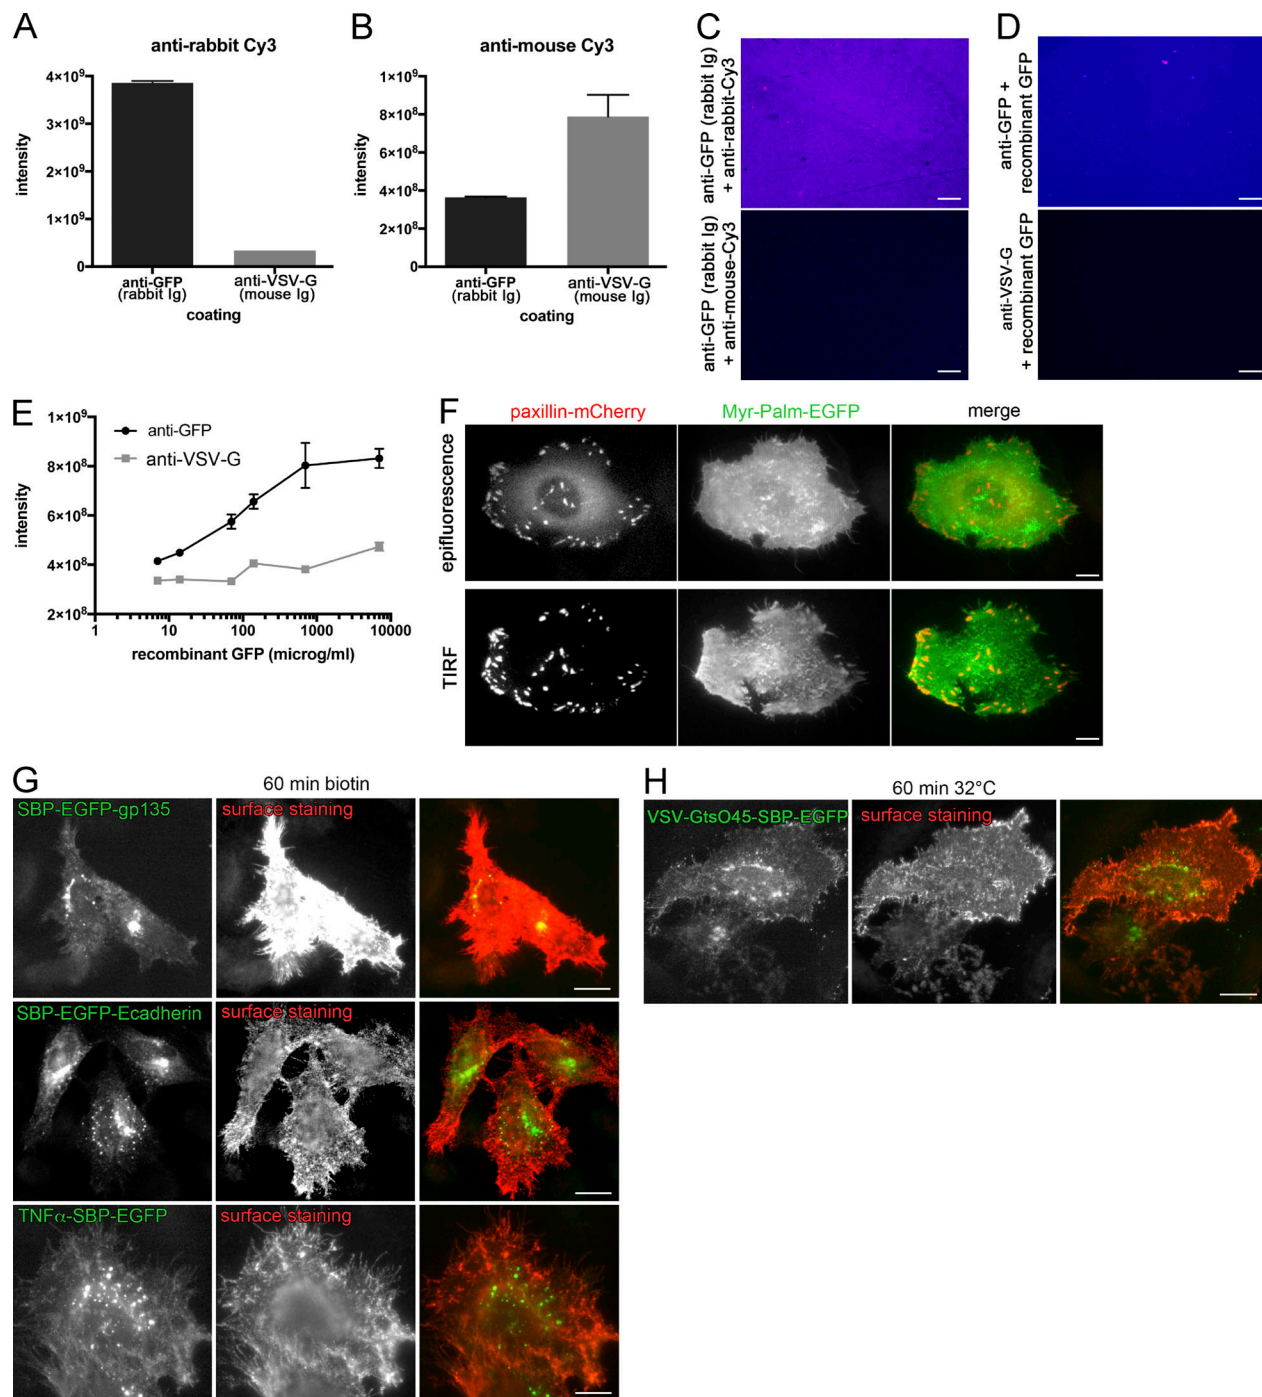 A
anti-rabbit Cy3
4×10⁹
3×10⁹
2×10⁹
1×10⁹
0
intensity
anti-GFP
(rabbit Ig)
anti-VSV-G
(mouse Ig)
coating
B
anti-mouse Cy3
1×10⁹
8×10⁸
6×10⁸
4×10⁸
2×10⁸
0
intensity
anti-GFP
(rabbit Ig)
anti-VSV-G
(mouse Ig)
coating
C
anti-GFP (rabbit Ig)
+ anti-rabbit-Cy3
anti-GFP (rabbit Ig)
+ anti-mouse-Cy3
D
anti-GFP +
recombinant GFP
anti-VSV-G
+ recombinant GFP
E
1×10⁹
8×10⁸
6×10⁸
4×10⁸
2×10⁸
intensity
anti-GFP
anti-VSV-G
1 10 100 1000 10000
recombinant GFP (microg/ml)
F
paxillin-mCherry Myr-Palm-EGFP merge
epifluorescence
TIRF
G
60 min biotin
SBP-EGFP-gp135 surface staining
SBP-EGFP-Ecadherin surface staining
TNFα-SBP-EGFP surface staining
H
60 min 32°C
VSV-GtsO45-SBP-EGFP surface staining